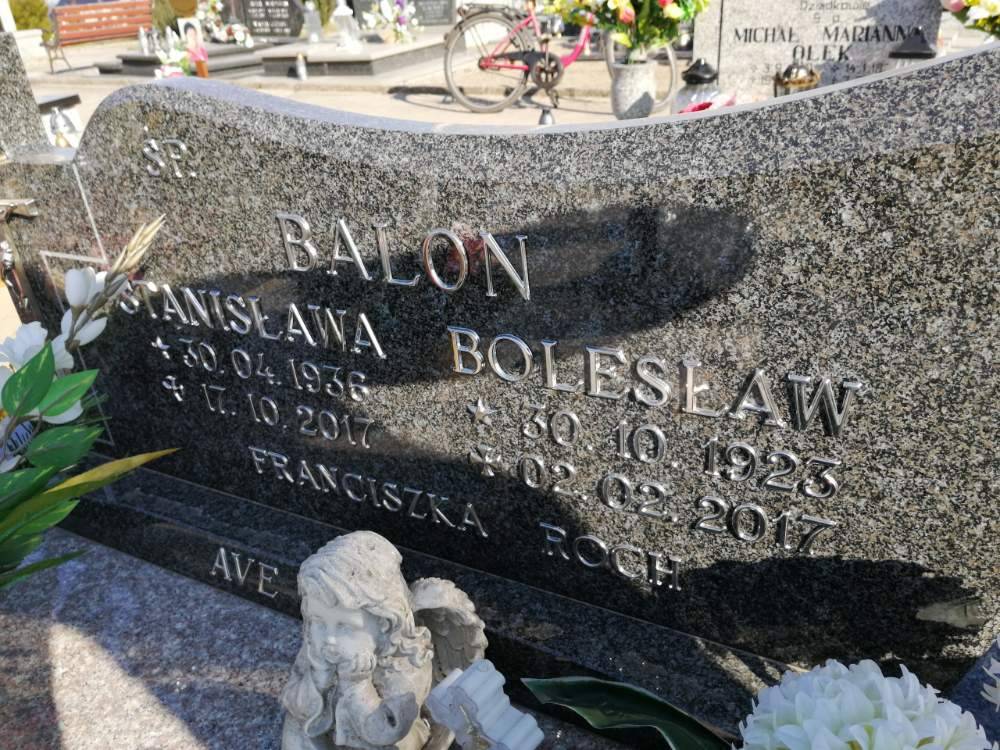 Dziadkowie
Ś P
MICHAŁ MARIANNA
OLEK
Ś.P.
BALON
STANISŁAWA
* 30.04.1936
✝ 17.10.2017
BOLESŁAW
* 30.10.1923
✝ 02.02.2017
FRANCISZKA ROCH
AVE